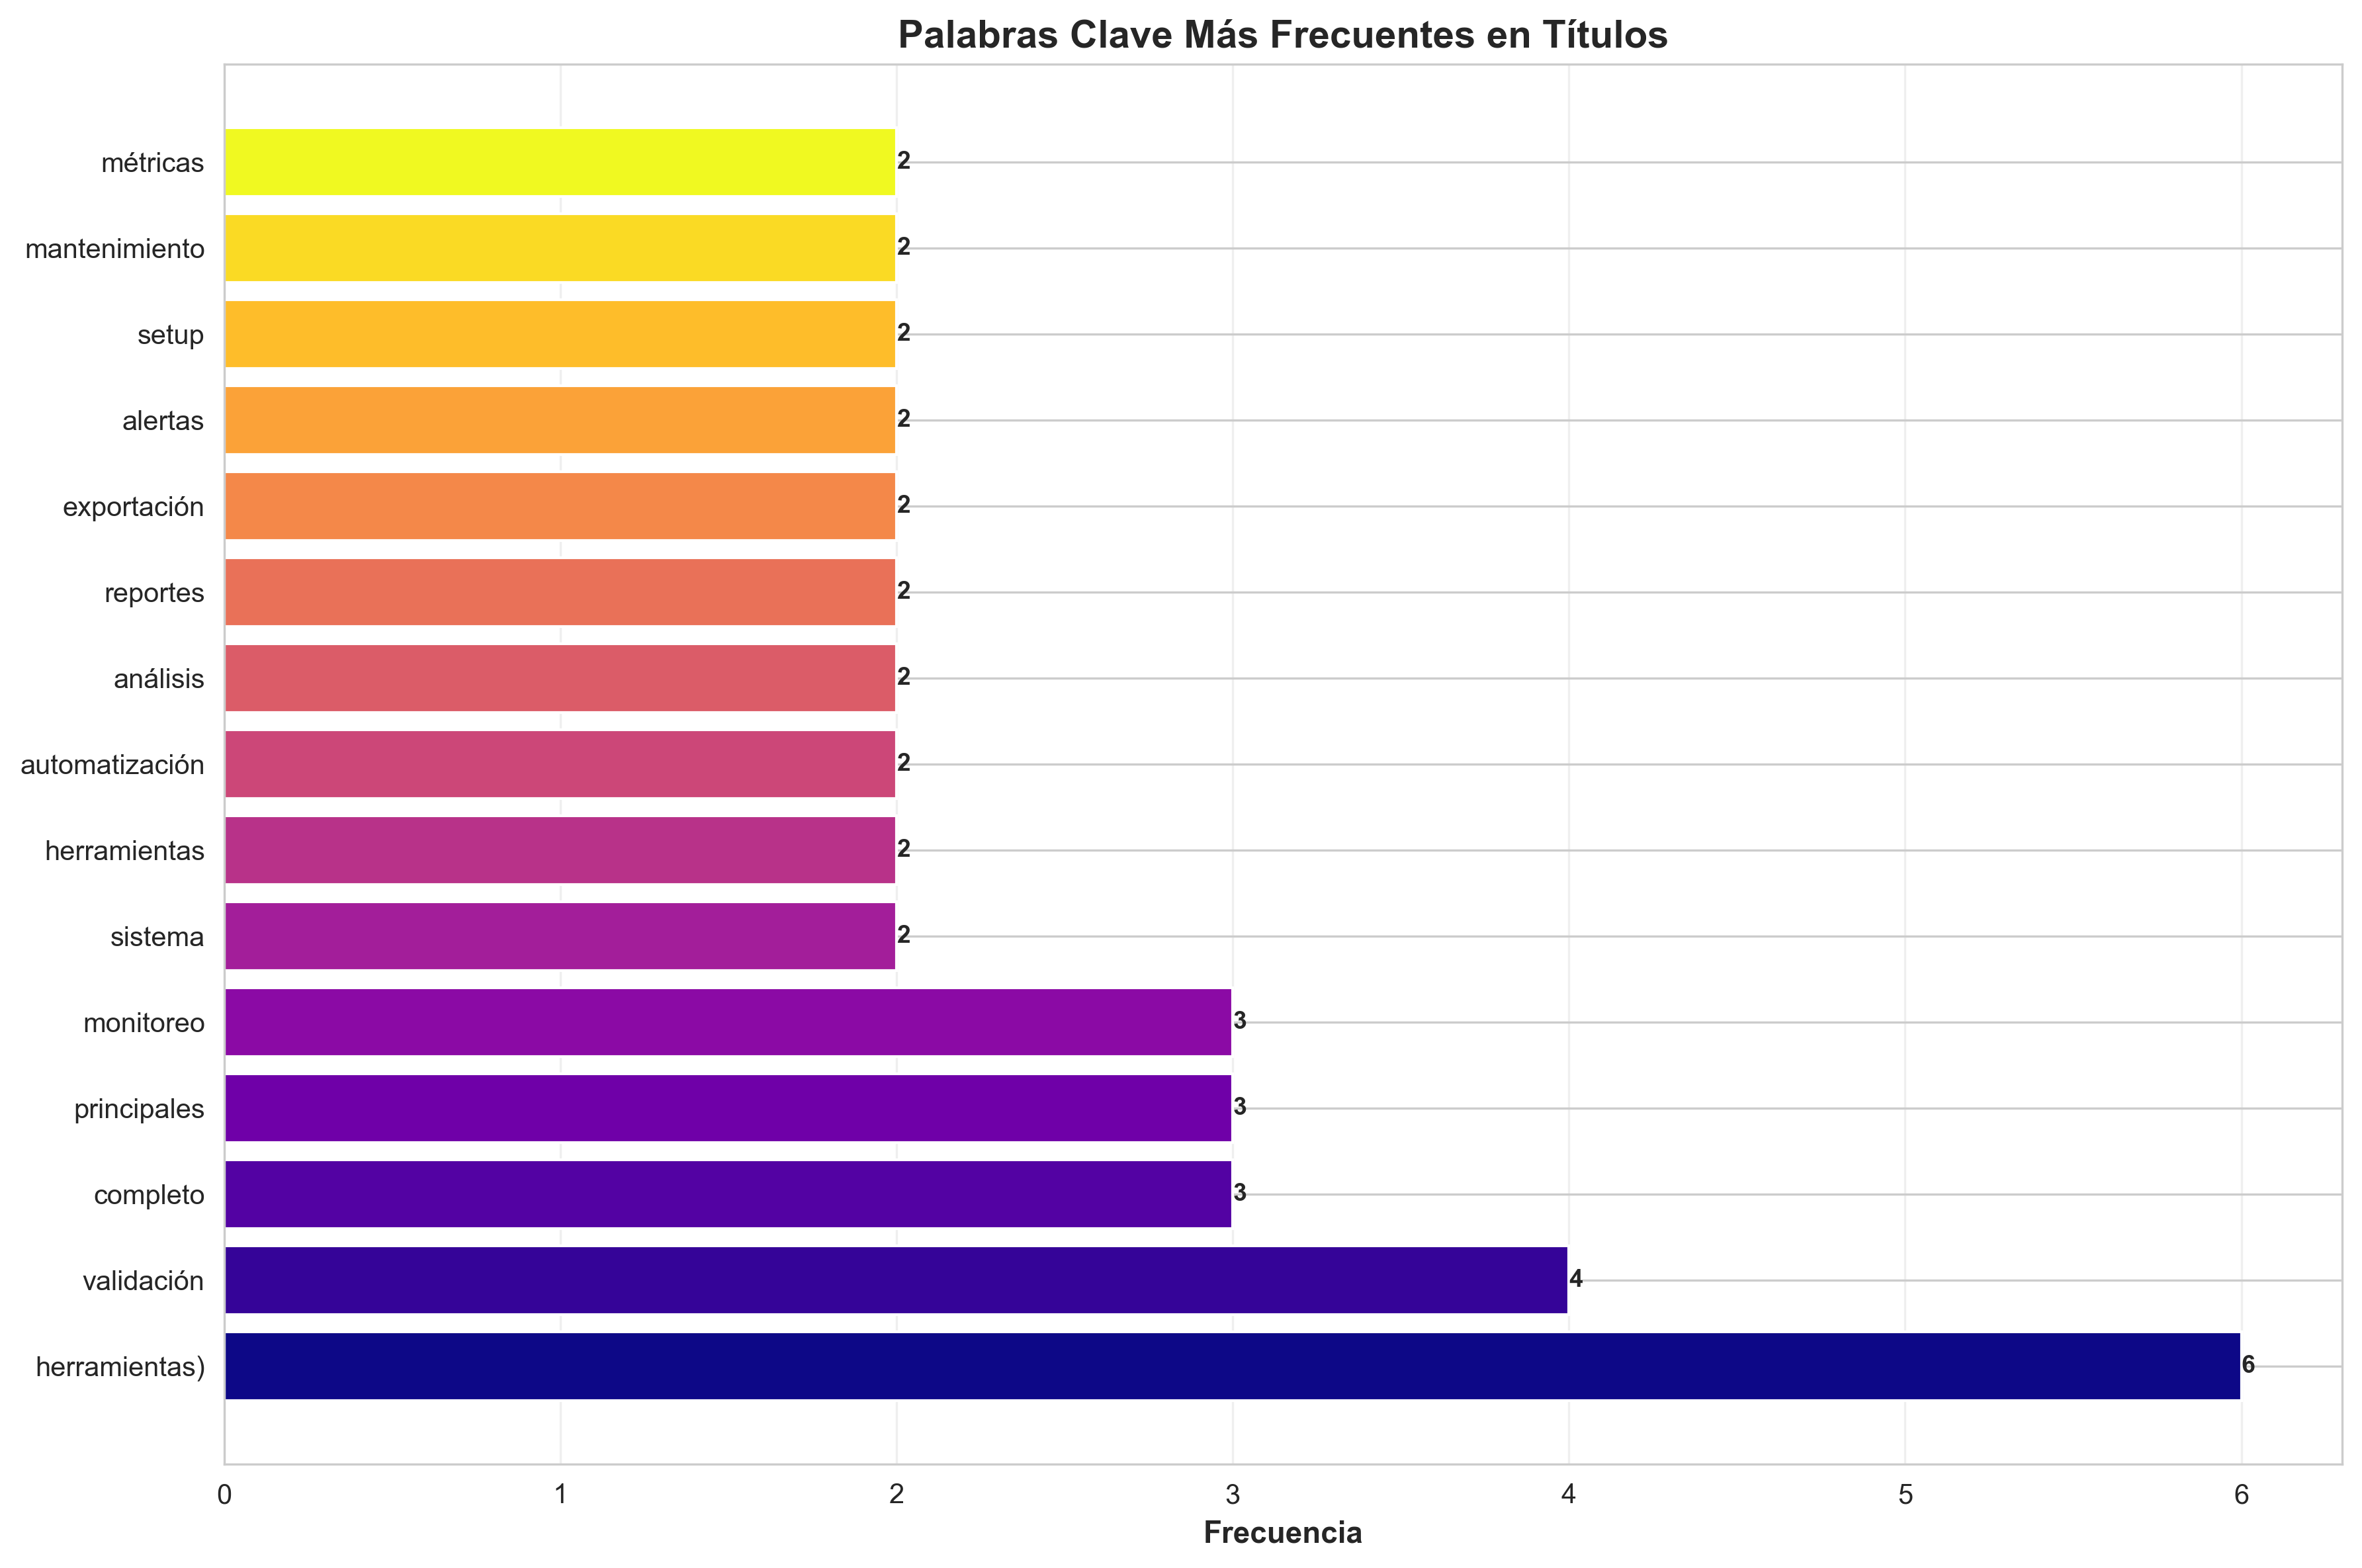 Palabras Clave Más Frecuentes en Títulos
métricas 2
mantenimiento 2
setup 2
alertas 2
exportación 2
reportes 2
análisis 2
automatización 2
herramientas 2
sistema 2
monitoreo 3
principales 3
completo 3
validación 4
herramientas) 6
0 1 2 3 4 5 6
Frecuencia